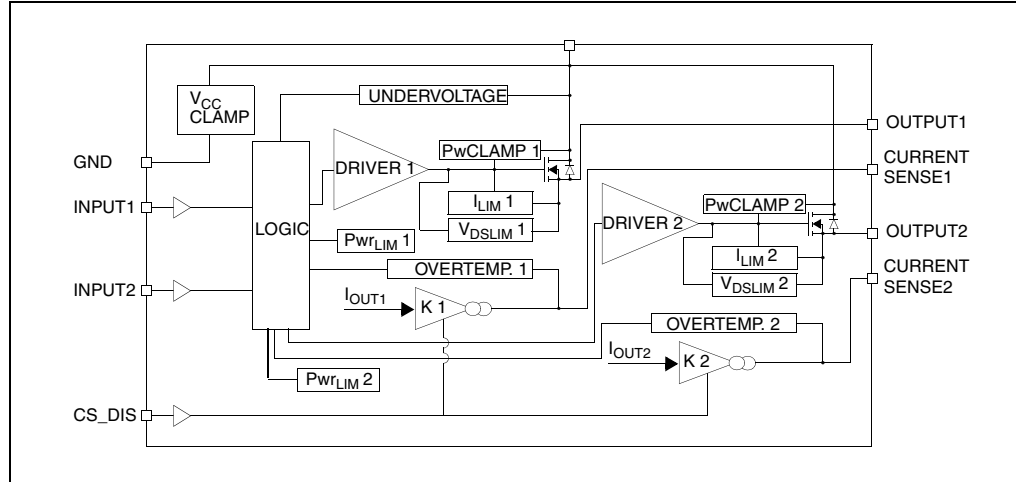 V_CC
CLAMP
UNDERVOLTAGE
OUTPUT1
GND
DRIVER 1
PwCLAMP 1
CURRENT
SENSE1
INPUT1
LOGIC
I_LIM 1
PwCLAMP 2
Pwr_LIM 1
V_DSLIM 1
DRIVER 2
OUTPUT2
I_LIM 2
OVERTEMP. 1
CURRENT
SENSE2
INPUT2
I_OUT1
K 1
V_DSLIM 2
OVERTEMP. 2
I_OUT2
K 2
Pwr_LIM 2
CS_DIS